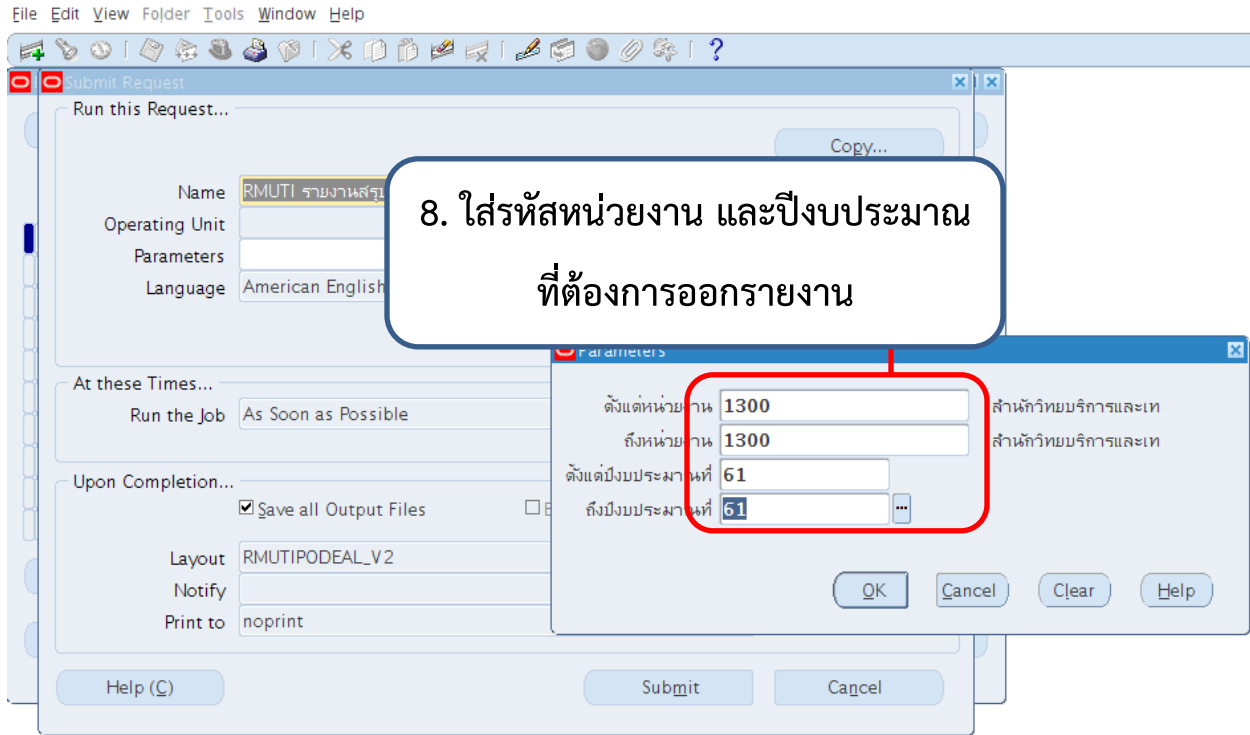 File Edit View Folder Tools Window Help
Submit Request
Run this Request...
Copy...
Name RMUTI รายงานสรุป
Operating Unit
Parameters
Language American English
8. ใส่รหัสหน่วยงาน และปีงบประมาณ
ที่ต้องการออกรายงาน
At these Times...
Run the Job As Soon as Possible
Upon Completion...
Save all Output Files
Layout RMUTIPODEAL_V2
Notify
Print to noprint
Help (C) Submit Cancel
Parameters
ตั้งแต่หน่วยงาน 1300 สำนักวิทยบริการและเท
ถึงหน่วยงาน 1300 สำนักวิทยบริการและเท
ตั้งแต่ปีงบประมาณที่ 61
ถึงปีงบประมาณที่ 61
OK Cancel Clear Help